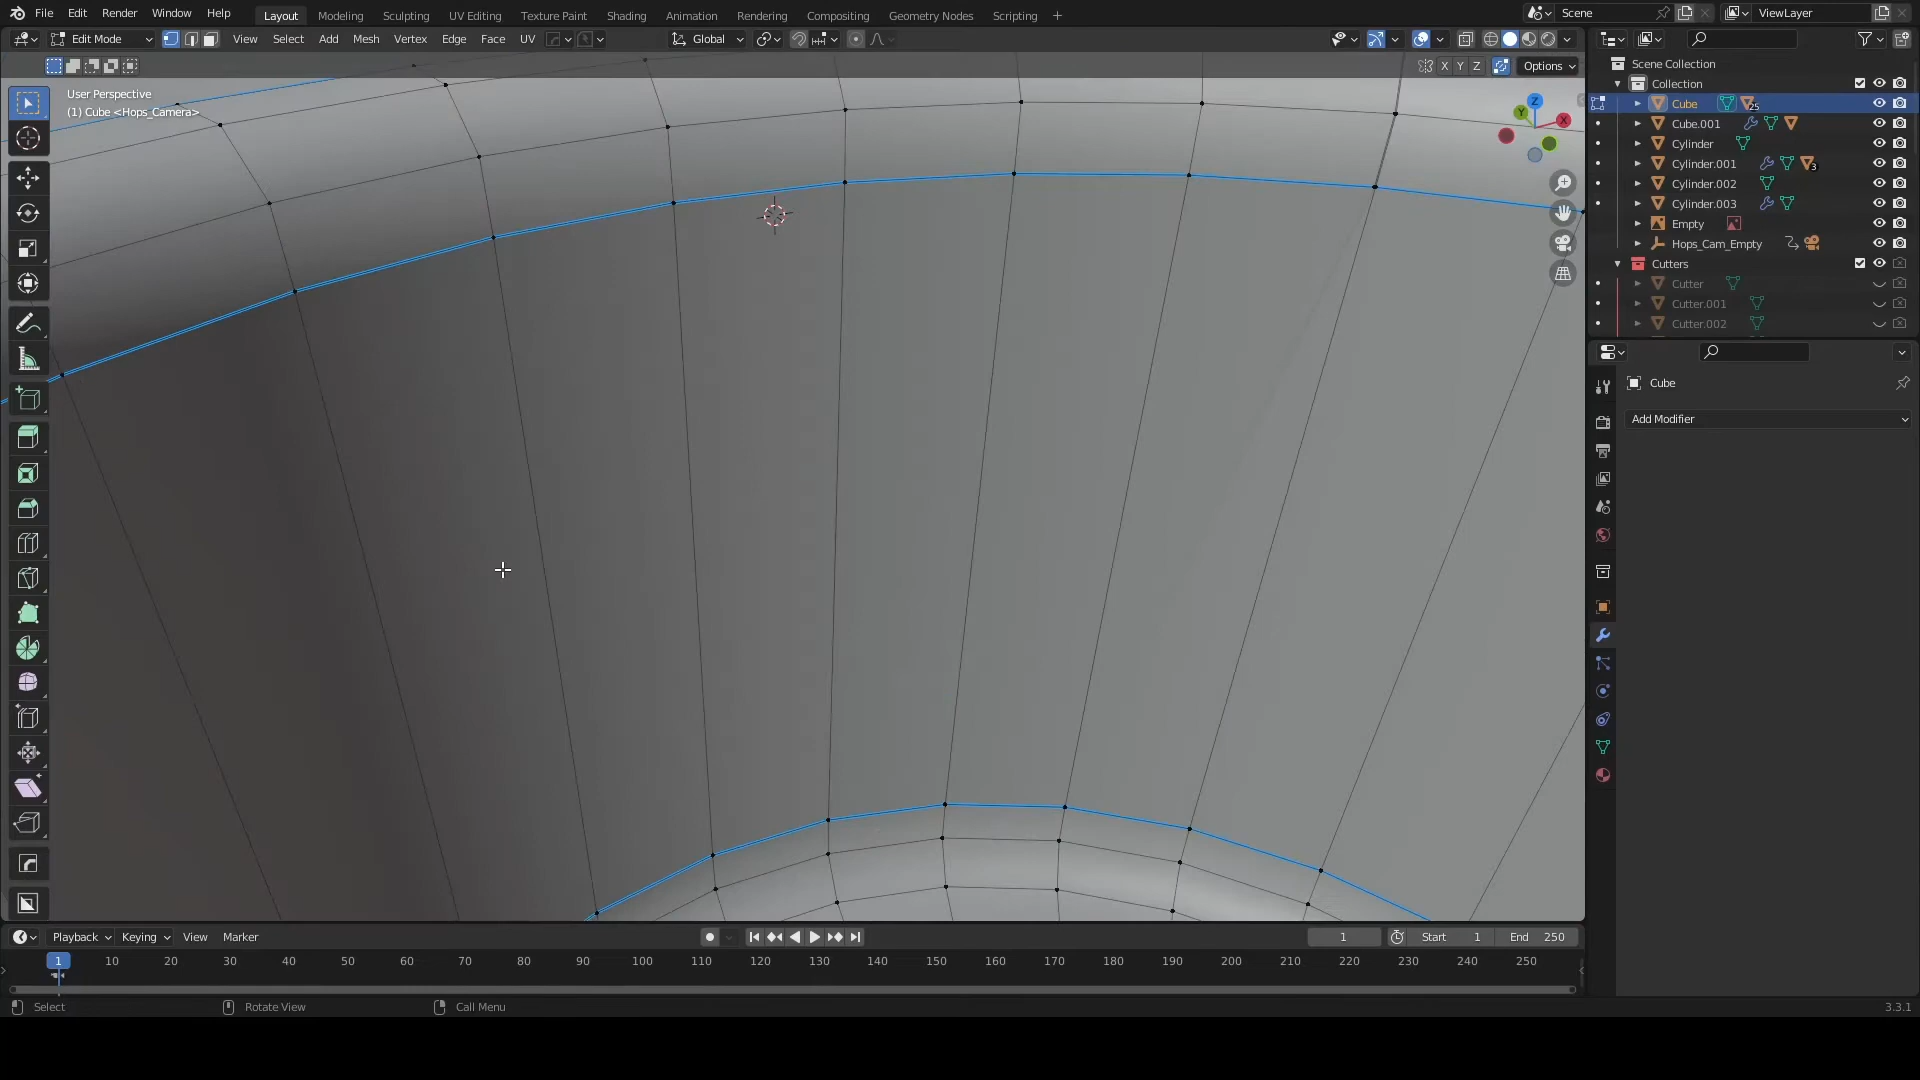 File Edit Render Window Help Layout Modeling Sculpting UV Editing Texture Paint Shading Animation Rendering Compositing Geometry Nodes Scripting + Scene ViewLayer
Edit Mode View Select Add Mesh Vertex Edge Face UV Global
X Y Z Options
User Perspective
(1) Cube <Hops_Camera>
Z
Y
X
Scene Collection
Collection
Cube 25
Cube.001
Cylinder
Cylinder.001 3
Cylinder.002
Cylinder.003
Empty
Hops_Cam_Empty
Cutters
Cutter
Cutter.001
Cutter.002
Cube
Add Modifier
Playback Keying View Marker 1 Start 1 End 250
1 10 20 30 40 50 60 70 80 90 100 110 120 130 140 150 160 170 180 190 200 210 220 230 240 250
Select Rotate View Call Menu 3.3.1